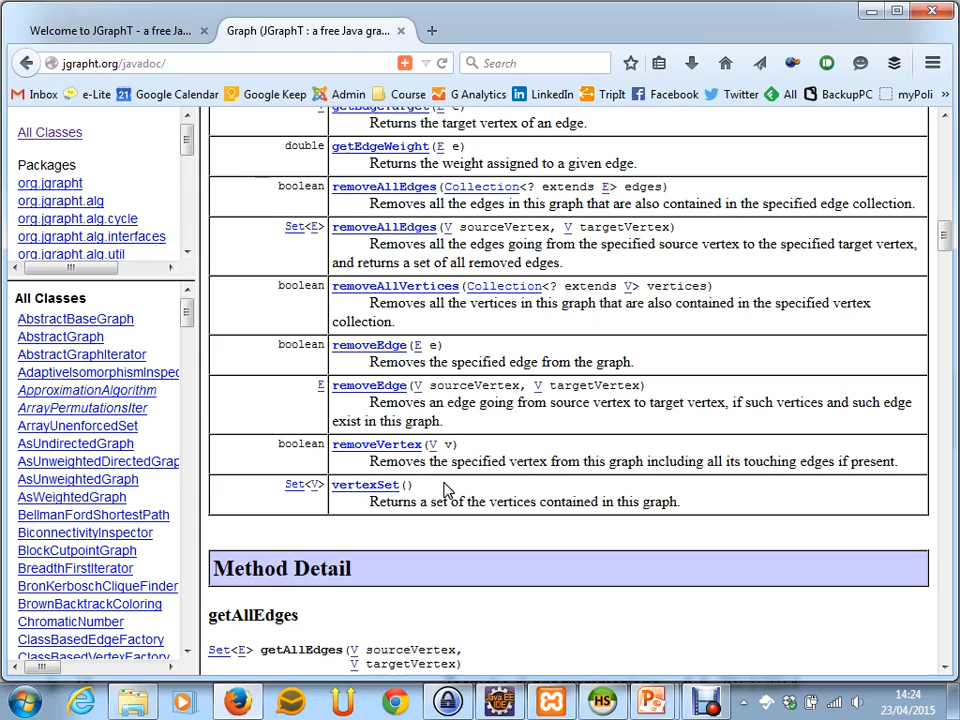 Welcome to JGraphT - a free Ja...
Graph (JGraphT : a free Java gra...
jgrapht.org/javadoc/
Search
Inbox
e-Lite
21 Google Calendar
Google Keep
Admin
Course
G Analytics
LinkedIn
TripIt
Facebook
Twitter
All
BackupPC
myPoli
»
All Classes
Packages
org.jgrapht
org.jgrapht.alg
org.jgrapht.alg.cycle
org.jgrapht.alg.interfaces
org.jgrapht.alg.util
All Classes
AbstractBaseGraph
AbstractGraph
AbstractGraphIterator
AdaptiveIsomorphismInspec
ApproximationAlgorithm
ArrayPermutationsIter
ArrayUnenforcedSet
AsUndirectedGraph
AsUnweightedDirectedGrap
AsUnweightedGraph
AsWeightedGraph
BellmanFordShortestPath
BiconnectivityInspector
BlockCutpointGraph
BreadthFirstIterator
BronKerboschCliqueFinder
BrownBacktrackColoring
ChromaticNumber
ClassBasedEdgeFactory
ClassBasedVertexFactory
V getEdgeTarget(E e)
Returns the target vertex of an edge.
double getEdgeWeight(E e)
Returns the weight assigned to a given edge.
boolean removeAllEdges(Collection<? extends E> edges)
Removes all the edges in this graph that are also contained in the specified edge collection.
Set<E> removeAllEdges(V sourceVertex, V targetVertex)
Removes all the edges going from the specified source vertex to the specified target vertex,
and returns a set of all removed edges.
boolean removeAllVertices(Collection<? extends V> vertices)
Removes all the vertices in this graph that are also contained in the specified vertex
collection.
boolean removeEdge(E e)
Removes the specified edge from the graph.
E removeEdge(V sourceVertex, V targetVertex)
Removes an edge going from source vertex to target vertex, if such vertices and such edge
exist in this graph.
boolean removeVertex(V v)
Removes the specified vertex from this graph including all its touching edges if present.
Set<V> vertexSet()
Returns a set of the vertices contained in this graph.
Method Detail
getAllEdges
Set<E> getAllEdges(V sourceVertex,
V targetVertex)
Java EE
IDE
HS
14:24
23/04/2015